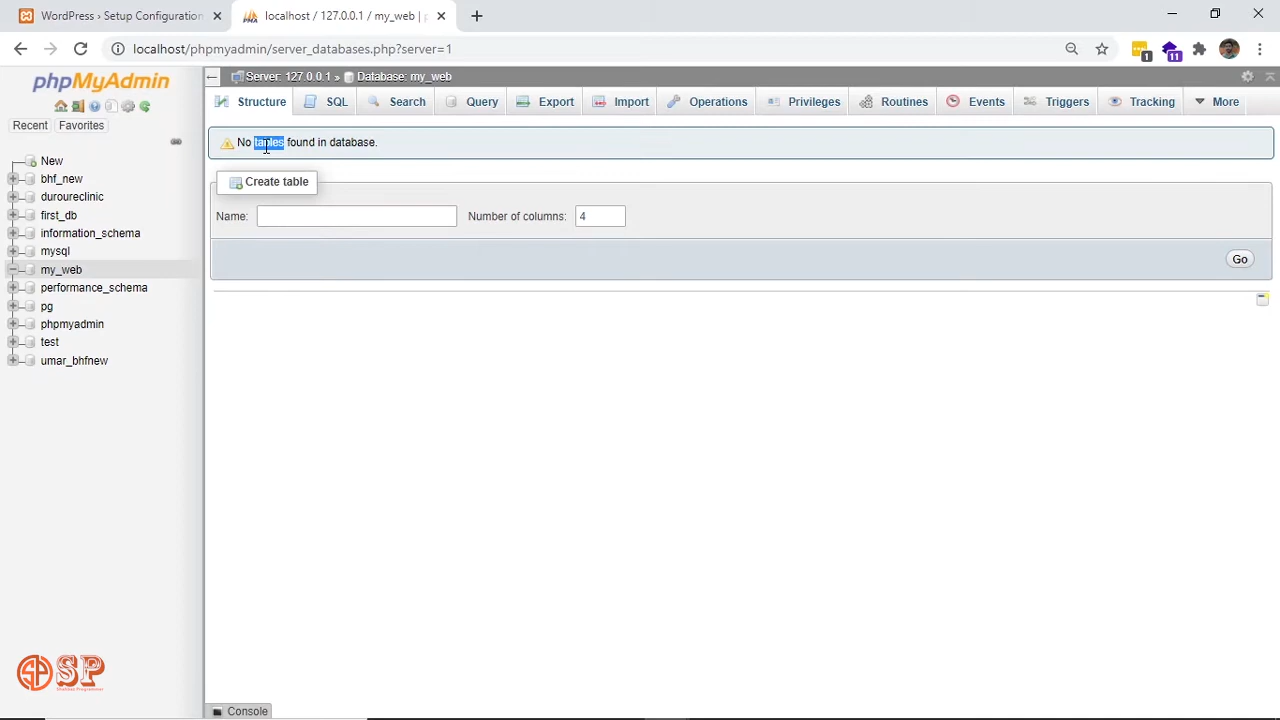 WordPress › Setup Configuration
localhost / 127.0.0.1 / my_web | p
localhost/phpmyadmin/server_databases.php?server=1
1
11
phpMyAdmin
Recent
Favorites
New
bhf_new
duroureclinic
first_db
information_schema
mysql
my_web
performance_schema
pg
phpmyadmin
test
umar_bhfnew
Server: 127.0.0.1 » Database: my_web
Structure
SQL
Search
Query
Export
Import
Operations
Privileges
Routines
Events
Triggers
Tracking
More
No tables found in database.
Create table
Name:
Number of columns: 4
Go
Console
SP